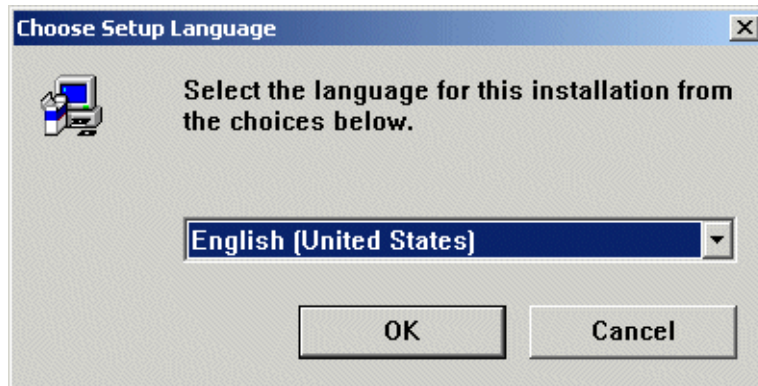 Choose Setup Language
Select the language for this installation from
the choices below.
English (United States)
OK
Cancel